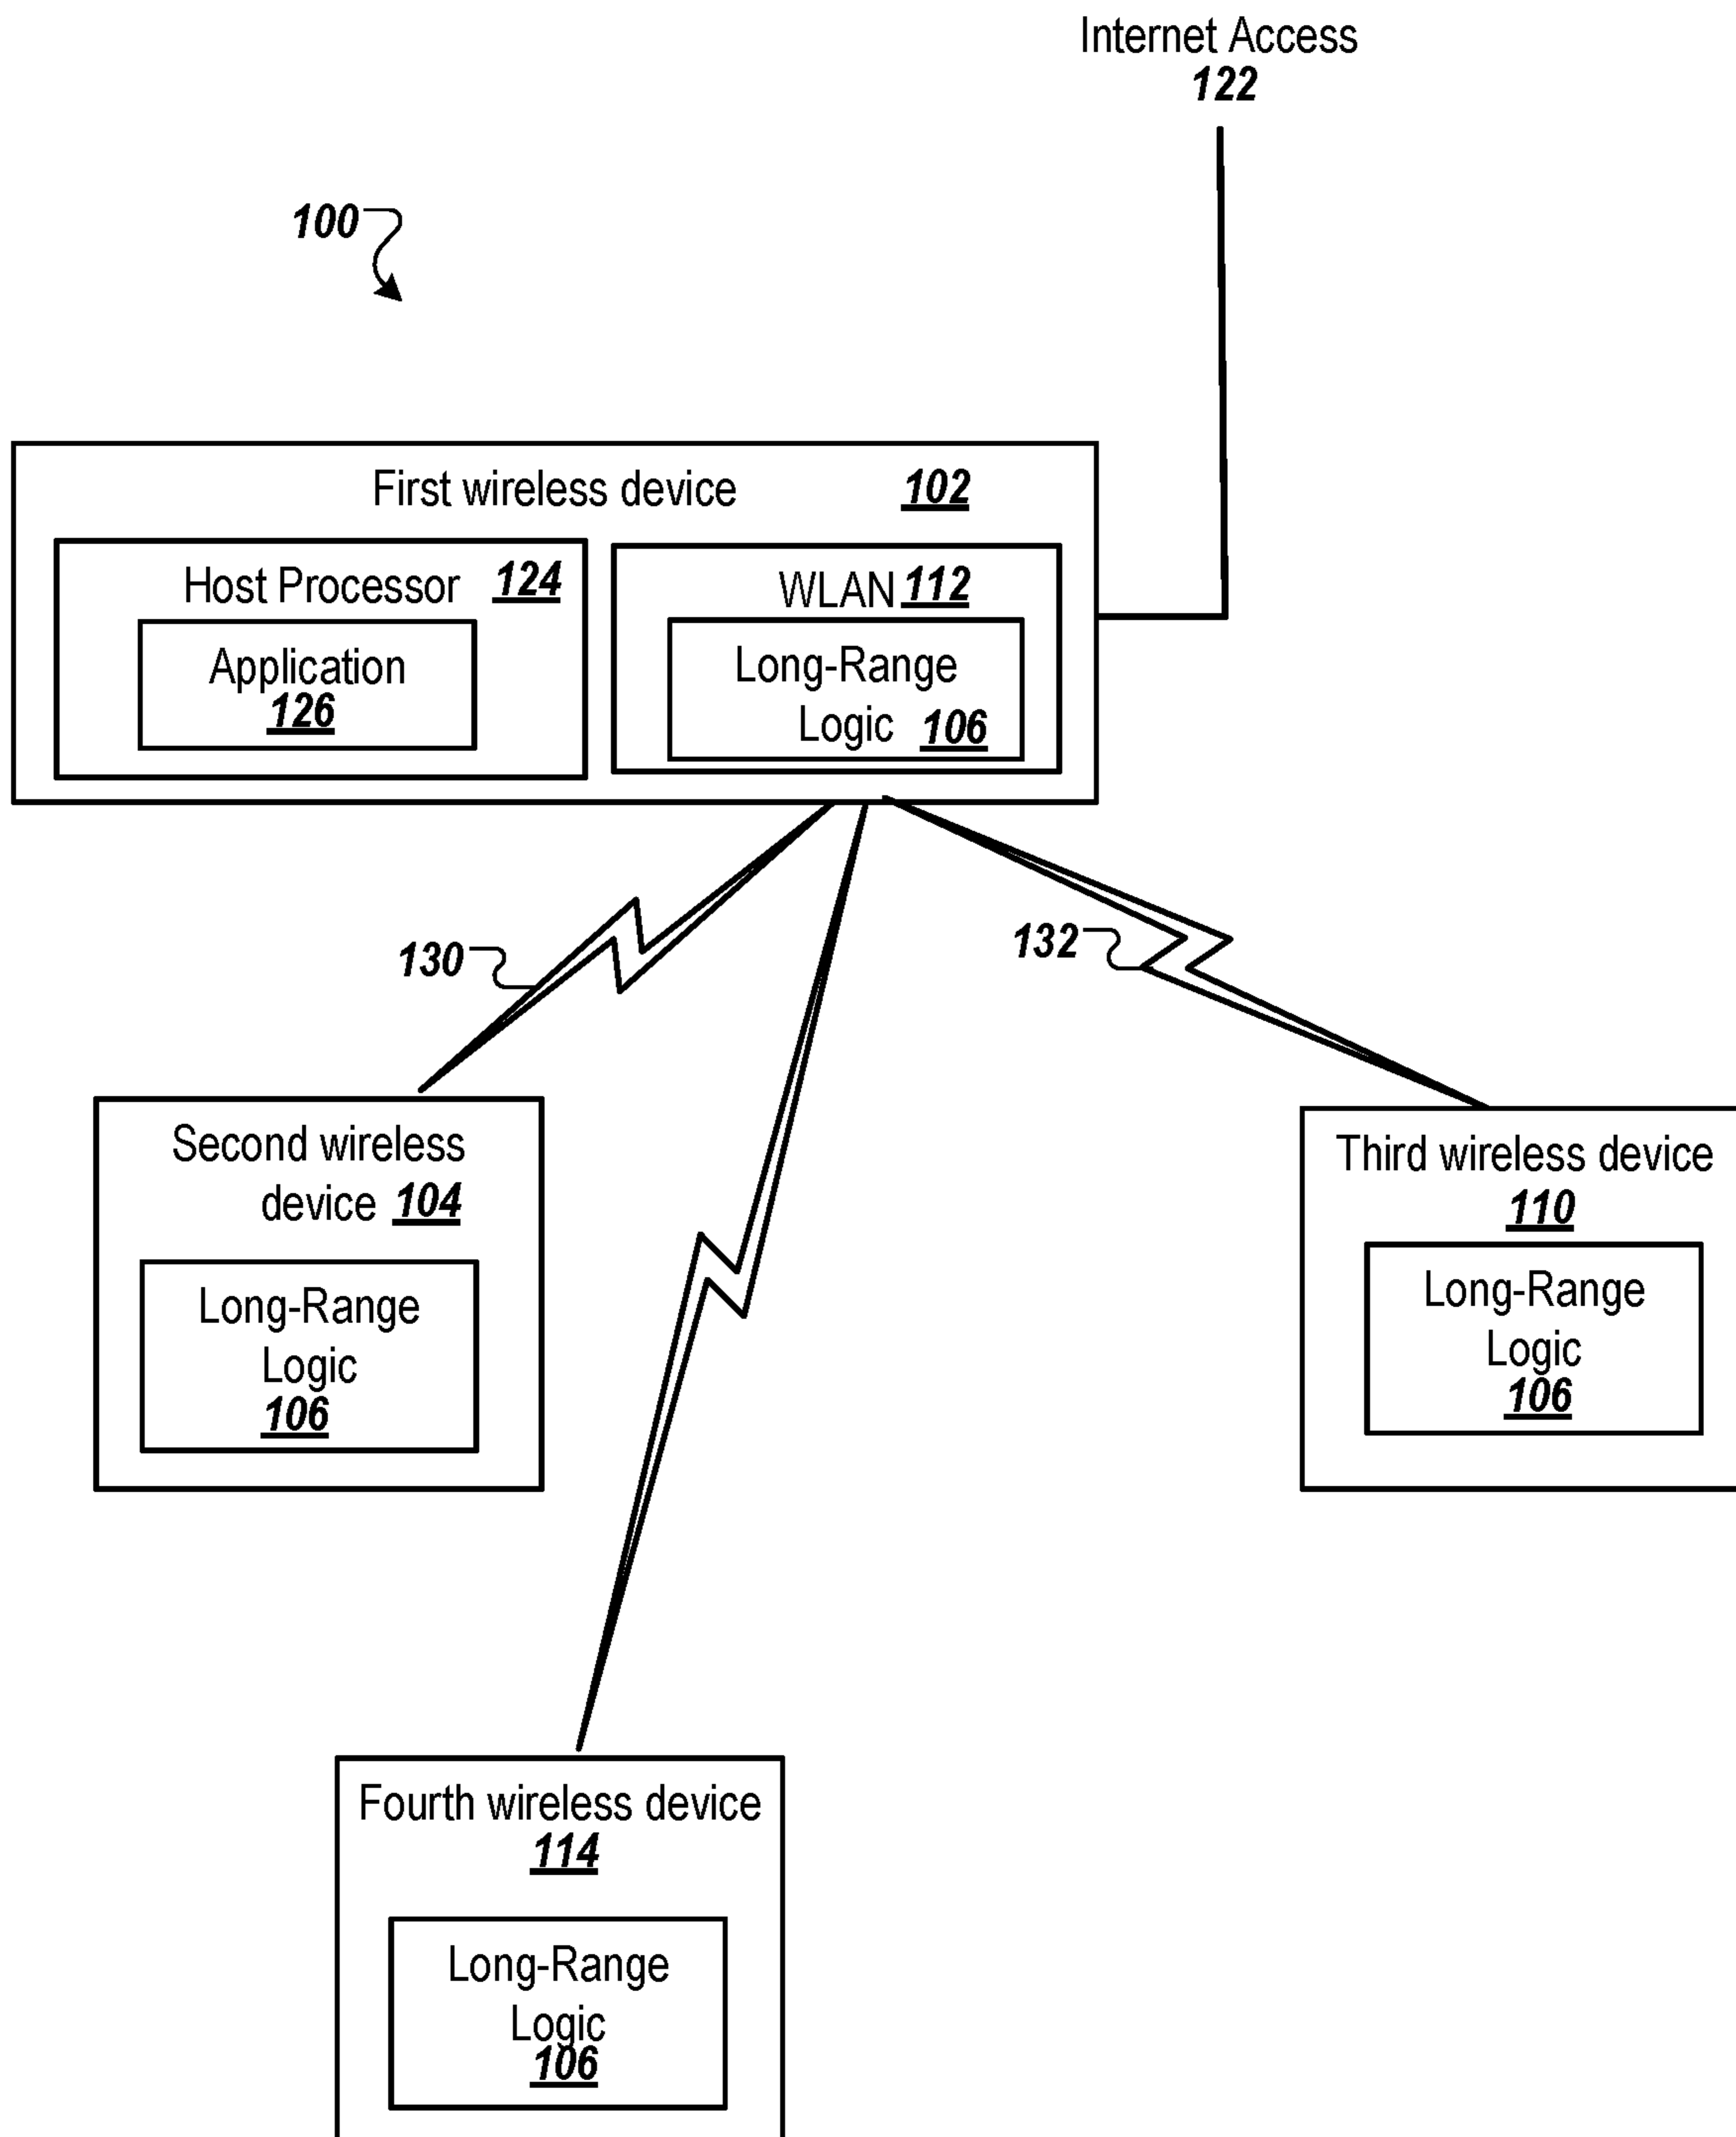 Internet Access
122
100
First wireless device 102
Host Processor 124
Application
126
WLAN 112
Long-Range
Logic 106
130
132
Second wireless
device 104
Long-Range
Logic
106
Third wireless device
110
Long-Range
Logic
106
Fourth wireless device
114
Long-Range
Logic
106